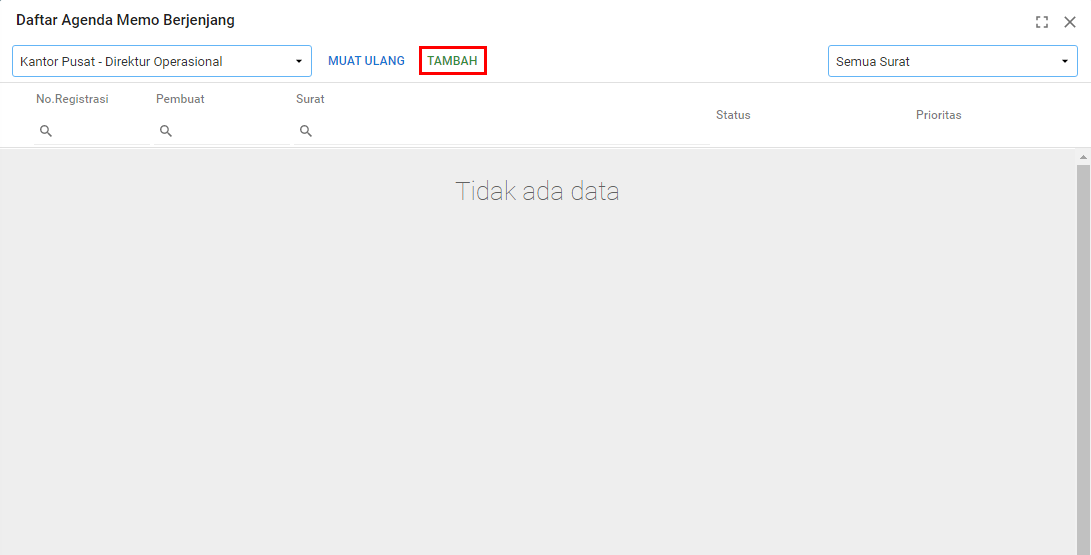 Daftar Agenda Memo Berjenjang
Kantor Pusat - Direktur Operasional MUAT ULANG TAMBAH Semua Surat
No.Registrasi Pembuat Surat Status Prioritas
Tidak ada data